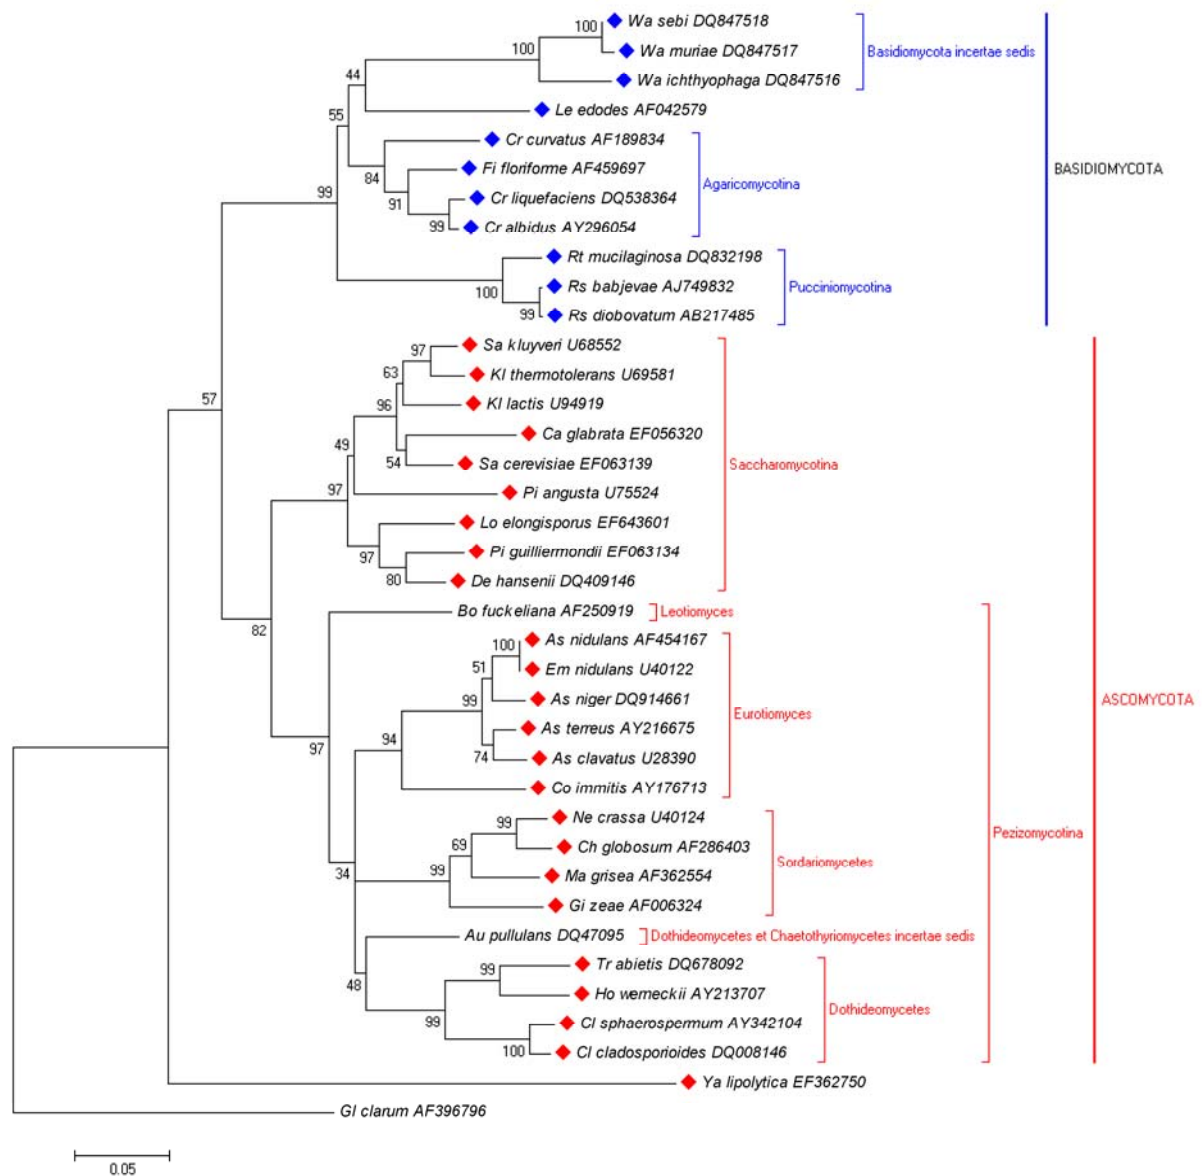 Wa sebi DQ847518
100
Wa muriae DQ847517
100
Basidiomycota incertae sedis
Wa ichthyophaga DQ847516
44
Le edodes AF042579
55
Cr curvatus AF189834
Fi floriforme AF459697
BASIDIOMYCOTA
84
Agaricomycotina
99
Cr liquefaciens DQ538364
91
Cr albidus AY296054
99
Rt mucilaginosa DQ832198
Rs babjevae AJ749832
Pucciniomycotina
100
Rs diobovatum AB217485
99
Sa kluyveri U68552
97
Kl thermotolerans U69581
63
57
Kl lactis U94919
96
Ca glabrata EF056320
49
Sa cerevisiae EF063139
54
Saccharomycotina
97
Pi angusta U75524
Lo elongisporus EF643601
97
Pi guilliermondii EF063134
80
De hansenii DQ409146
Bo fuckeliana AF250919
Leotiomyces
82
As nidulans AF454167
100
51
Em nidulans U40122
99
As niger DQ914661
ASCOMYCOTA
Eurotiomyces
As terreus AY216675
97
94
As clavatus U28390
74
Co immitis AY176713
Ne crassa U40124
99
Pezizomycotina
Ch globosum AF286403
69
Sordariomycetes
34
99
Ma grisea AF362554
Gi zeae AF006324
Au pullulans DQ47095
Dothideomycetes et Chaetothyriomycetes incertae sedis
Tr abietis DQ678092
99
48
Ho werneckii AY213707
Dothideomycetes
99
Cl sphaerospermum AY342104
100
Cl cladosporioides DQ008146
Ya lipolytica EF362750
Gl clarum AF396796
0.05